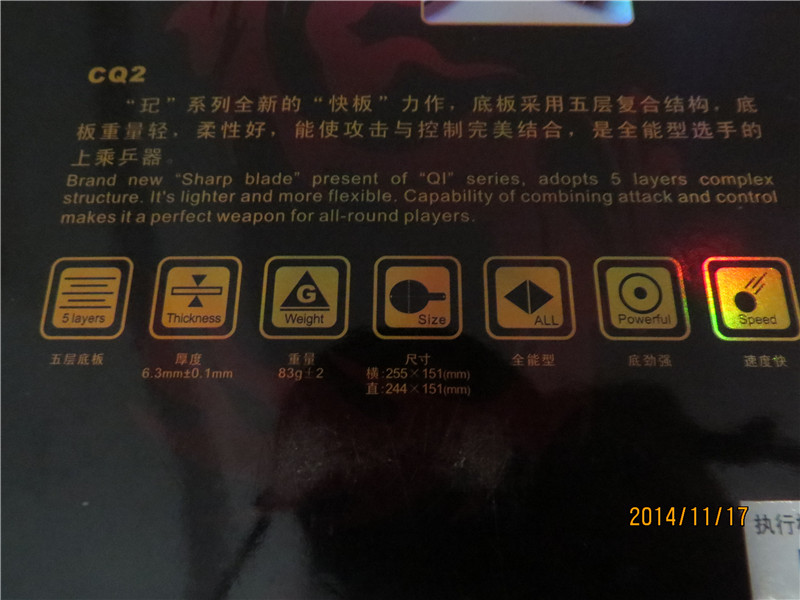 CQ2
“玘”系列全新的“快板”力作，底板采用五层复合结构，底
板重量轻，柔性好，能使攻击与控制完美结合，是全能型选手的
上乘乒器。
Brand new “Sharp blade” present of “QI” series, adopts 5 layers complex
structure. It's lighter and more flexible. Capability of combining attack and control
makes it a perfect weapon for all-round players.
5 layers
Thickness
G
Weight
Size
ALL
Powerful
Speed
五层底板
厚度
6.3mm±0.1mm
重量
83g±2
尺寸
横:255×151(mm)
直:244×151(mm)
全能型
底劲强
速度快
2014/11/17
执行